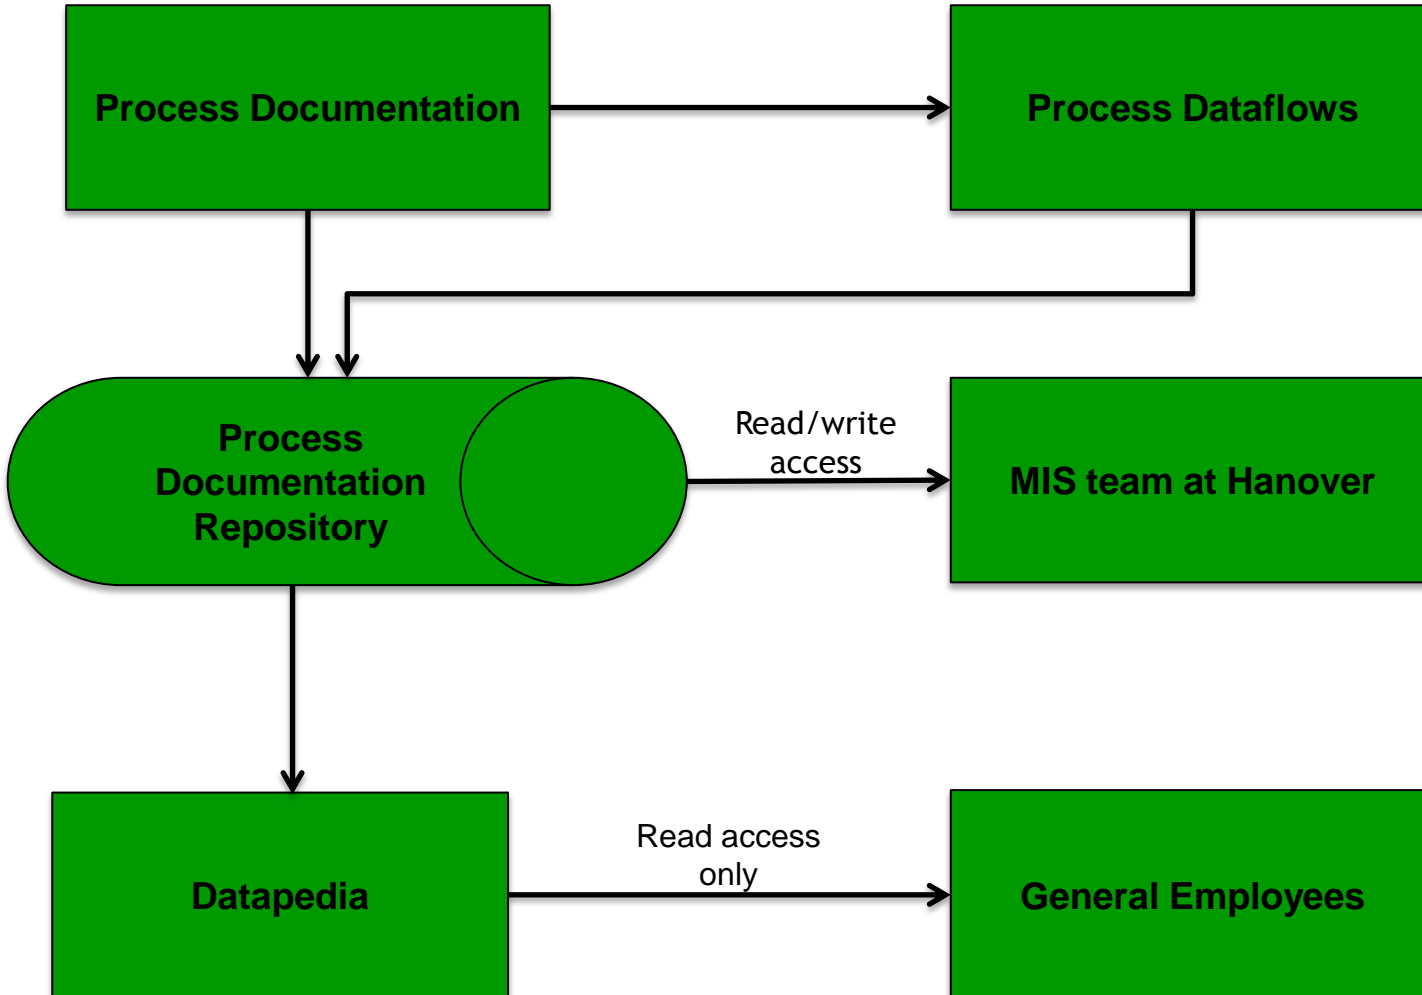 Process Documentation
Process Dataflows
Process
Documentation
Repository
Read/write
access
MIS team at Hanover
Datapedia
Read access
only
General Employees